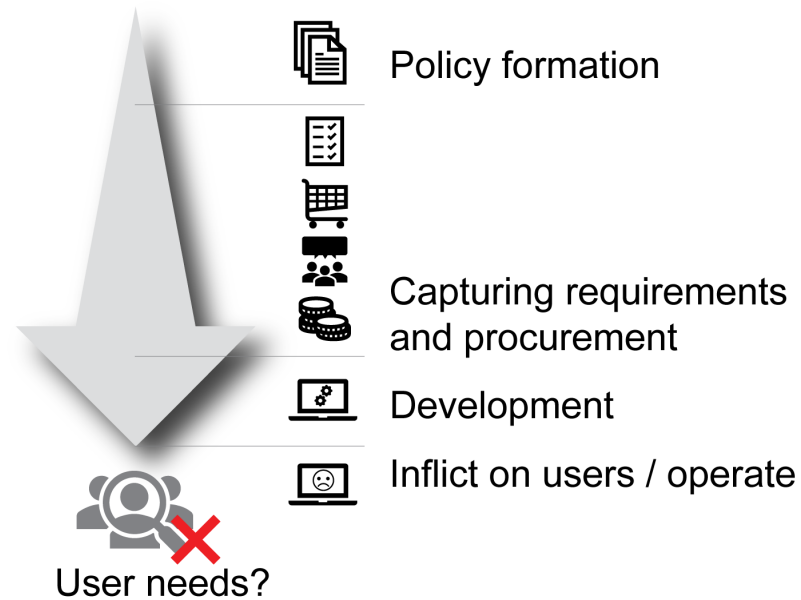 Policy formation
Capturing requirements
and procurement
Development
Inflict on users / operate
User needs?